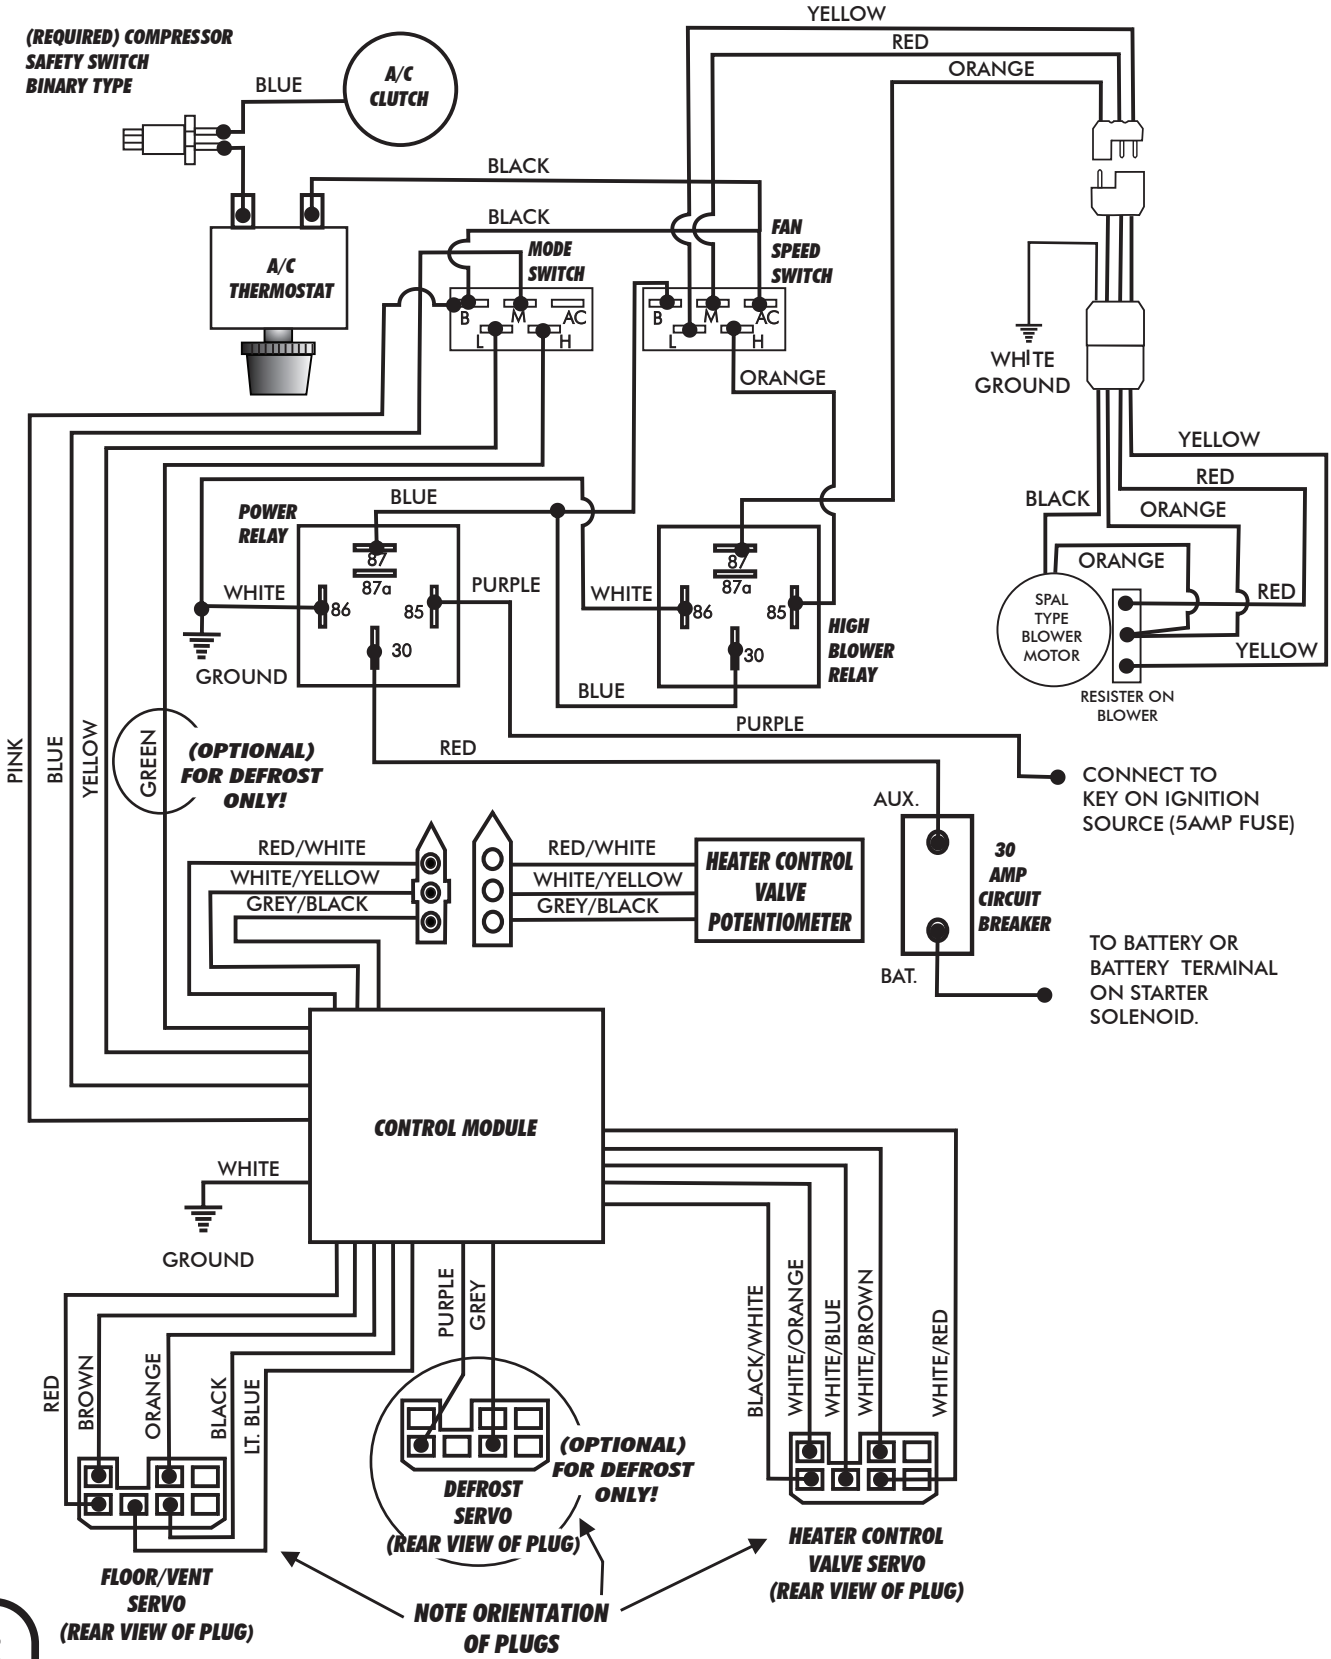 YELLOW
(REQUIRED) COMPRESSOR
SAFETY SWITCH
BINARY TYPE
RED
ORANGE
A/C
CLUTCH
BLUE
BLACK
BLACK
FAN
SPEED
SWITCH
MODE
SWITCH
A/C
THERMOSTAT
B
M
AC
L
H
B
M
AC
L
H
WHITE
GROUND
ORANGE
YELLOW
RED
BLACK
ORANGE
ORANGE
RED
YELLOW
SPAL
TYPE
BLOWER
MOTOR
RESISTER ON
BLOWER
BLUE
POWER
RELAY
87
87a
86
85
30
WHITE
PURPLE
GROUND
WHITE
87
87a
86
85
30
HIGH
BLOWER
RELAY
BLUE
PURPLE
RED
PINK
BLUE
YELLOW
GREEN
(OPTIONAL)
FOR DEFROST
ONLY!
CONNECT TO
KEY ON IGNITION
SOURCE (5AMP FUSE)
AUX.
30
AMP
CIRCUIT
BREAKER
BAT.
TO BATTERY OR
BATTERY TERMINAL
ON STARTER
SOLENOID.
RED/WHITE
WHITE/YELLOW
GREY/BLACK
RED/WHITE
WHITE/YELLOW
GREY/BLACK
HEATER CONTROL
VALVE
POTENTIOMETER
CONTROL MODULE
WHITE
GROUND
RED
BROWN
ORANGE
BLACK
LT. BLUE
PURPLE
GREY
BLACK/WHITE
WHITE/ORANGE
WHITE/BLUE
WHITE/BROWN
WHITE/RED
(OPTIONAL)
FOR DEFROST
ONLY!
DEFROST
SERVO
(REAR VIEW OF PLUG)
HEATER CONTROL
VALVE SERVO
(REAR VIEW OF PLUG)
FLOOR/VENT
SERVO
(REAR VIEW OF PLUG)
NOTE ORIENTATION
OF PLUGS